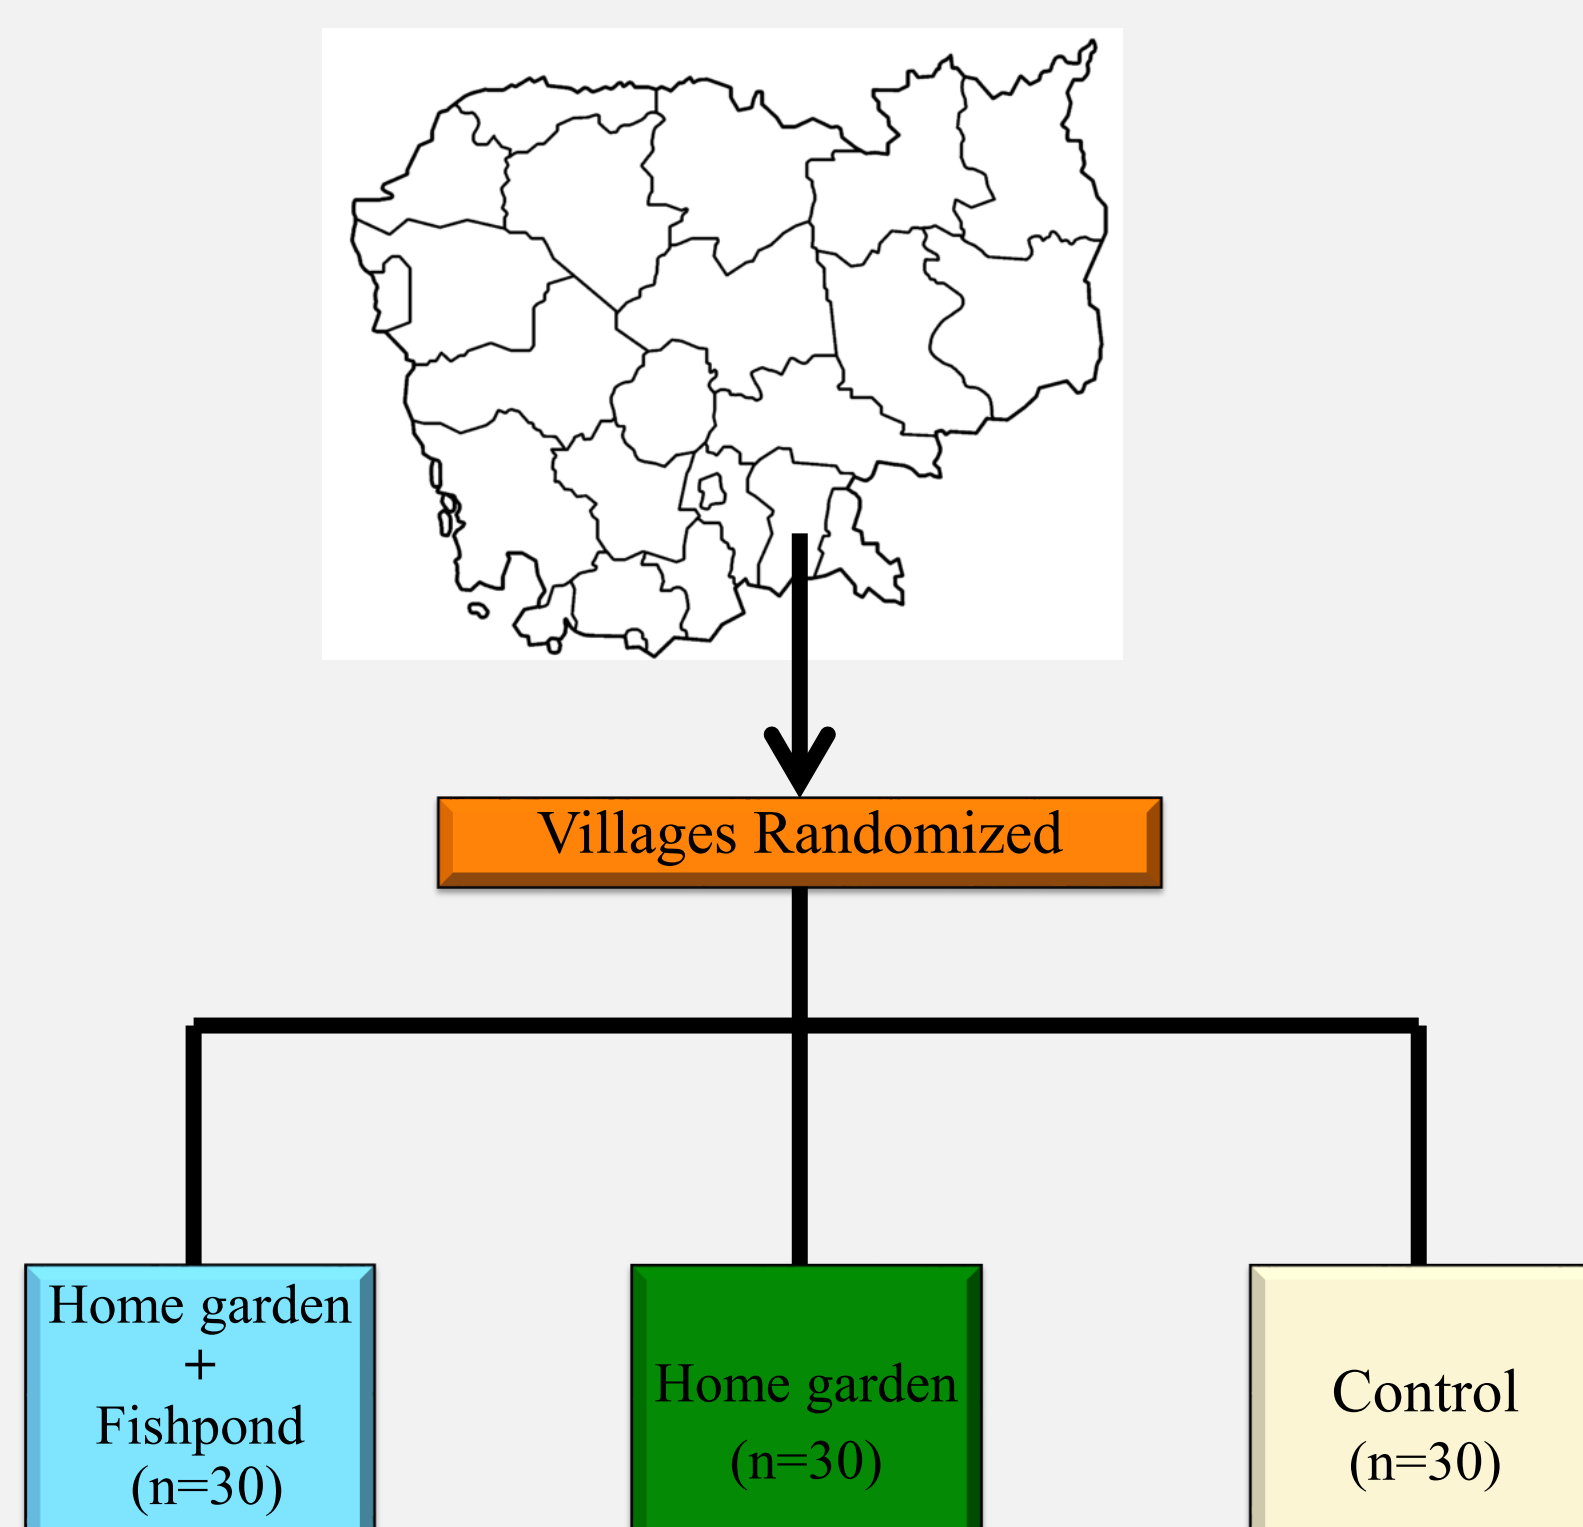 Villages Randomized
Home garden
+
Fishpond
(n=30)
Home garden
(n=30)
Control
(n=30)